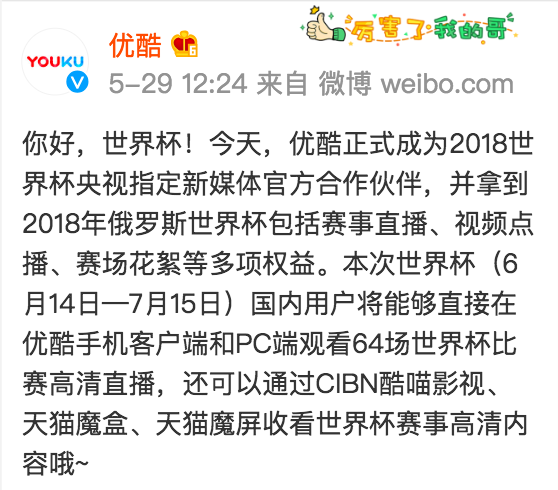 厉害了我的哥
YOUKU
优酷
6
5-29 12:24 来自 微博 weibo.com
你好，世界杯！今天，优酷正式成为2018世
界杯央视指定新媒体官方合作伙伴，并拿到
2018年俄罗斯世界杯包括赛事直播、视频点
播、赛场花絮等多项权益。本次世界杯（6
月14日—7月15日）国内用户将能够直接在
优酷手机客户端和PC端观看64场世界杯比
赛高清直播，还可以通过CIBN酷喵影视、
天猫魔盒、天猫魔屏收看世界杯赛事高清内
容哦~